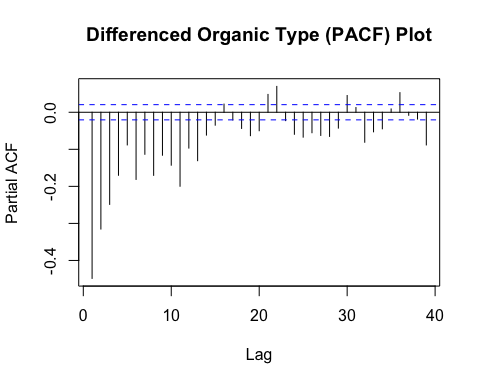 Differenced Organic Type (PACF) Plot
Partial ACF
0.0
-0.2
-0.4
0 10 20 30 40
Lag